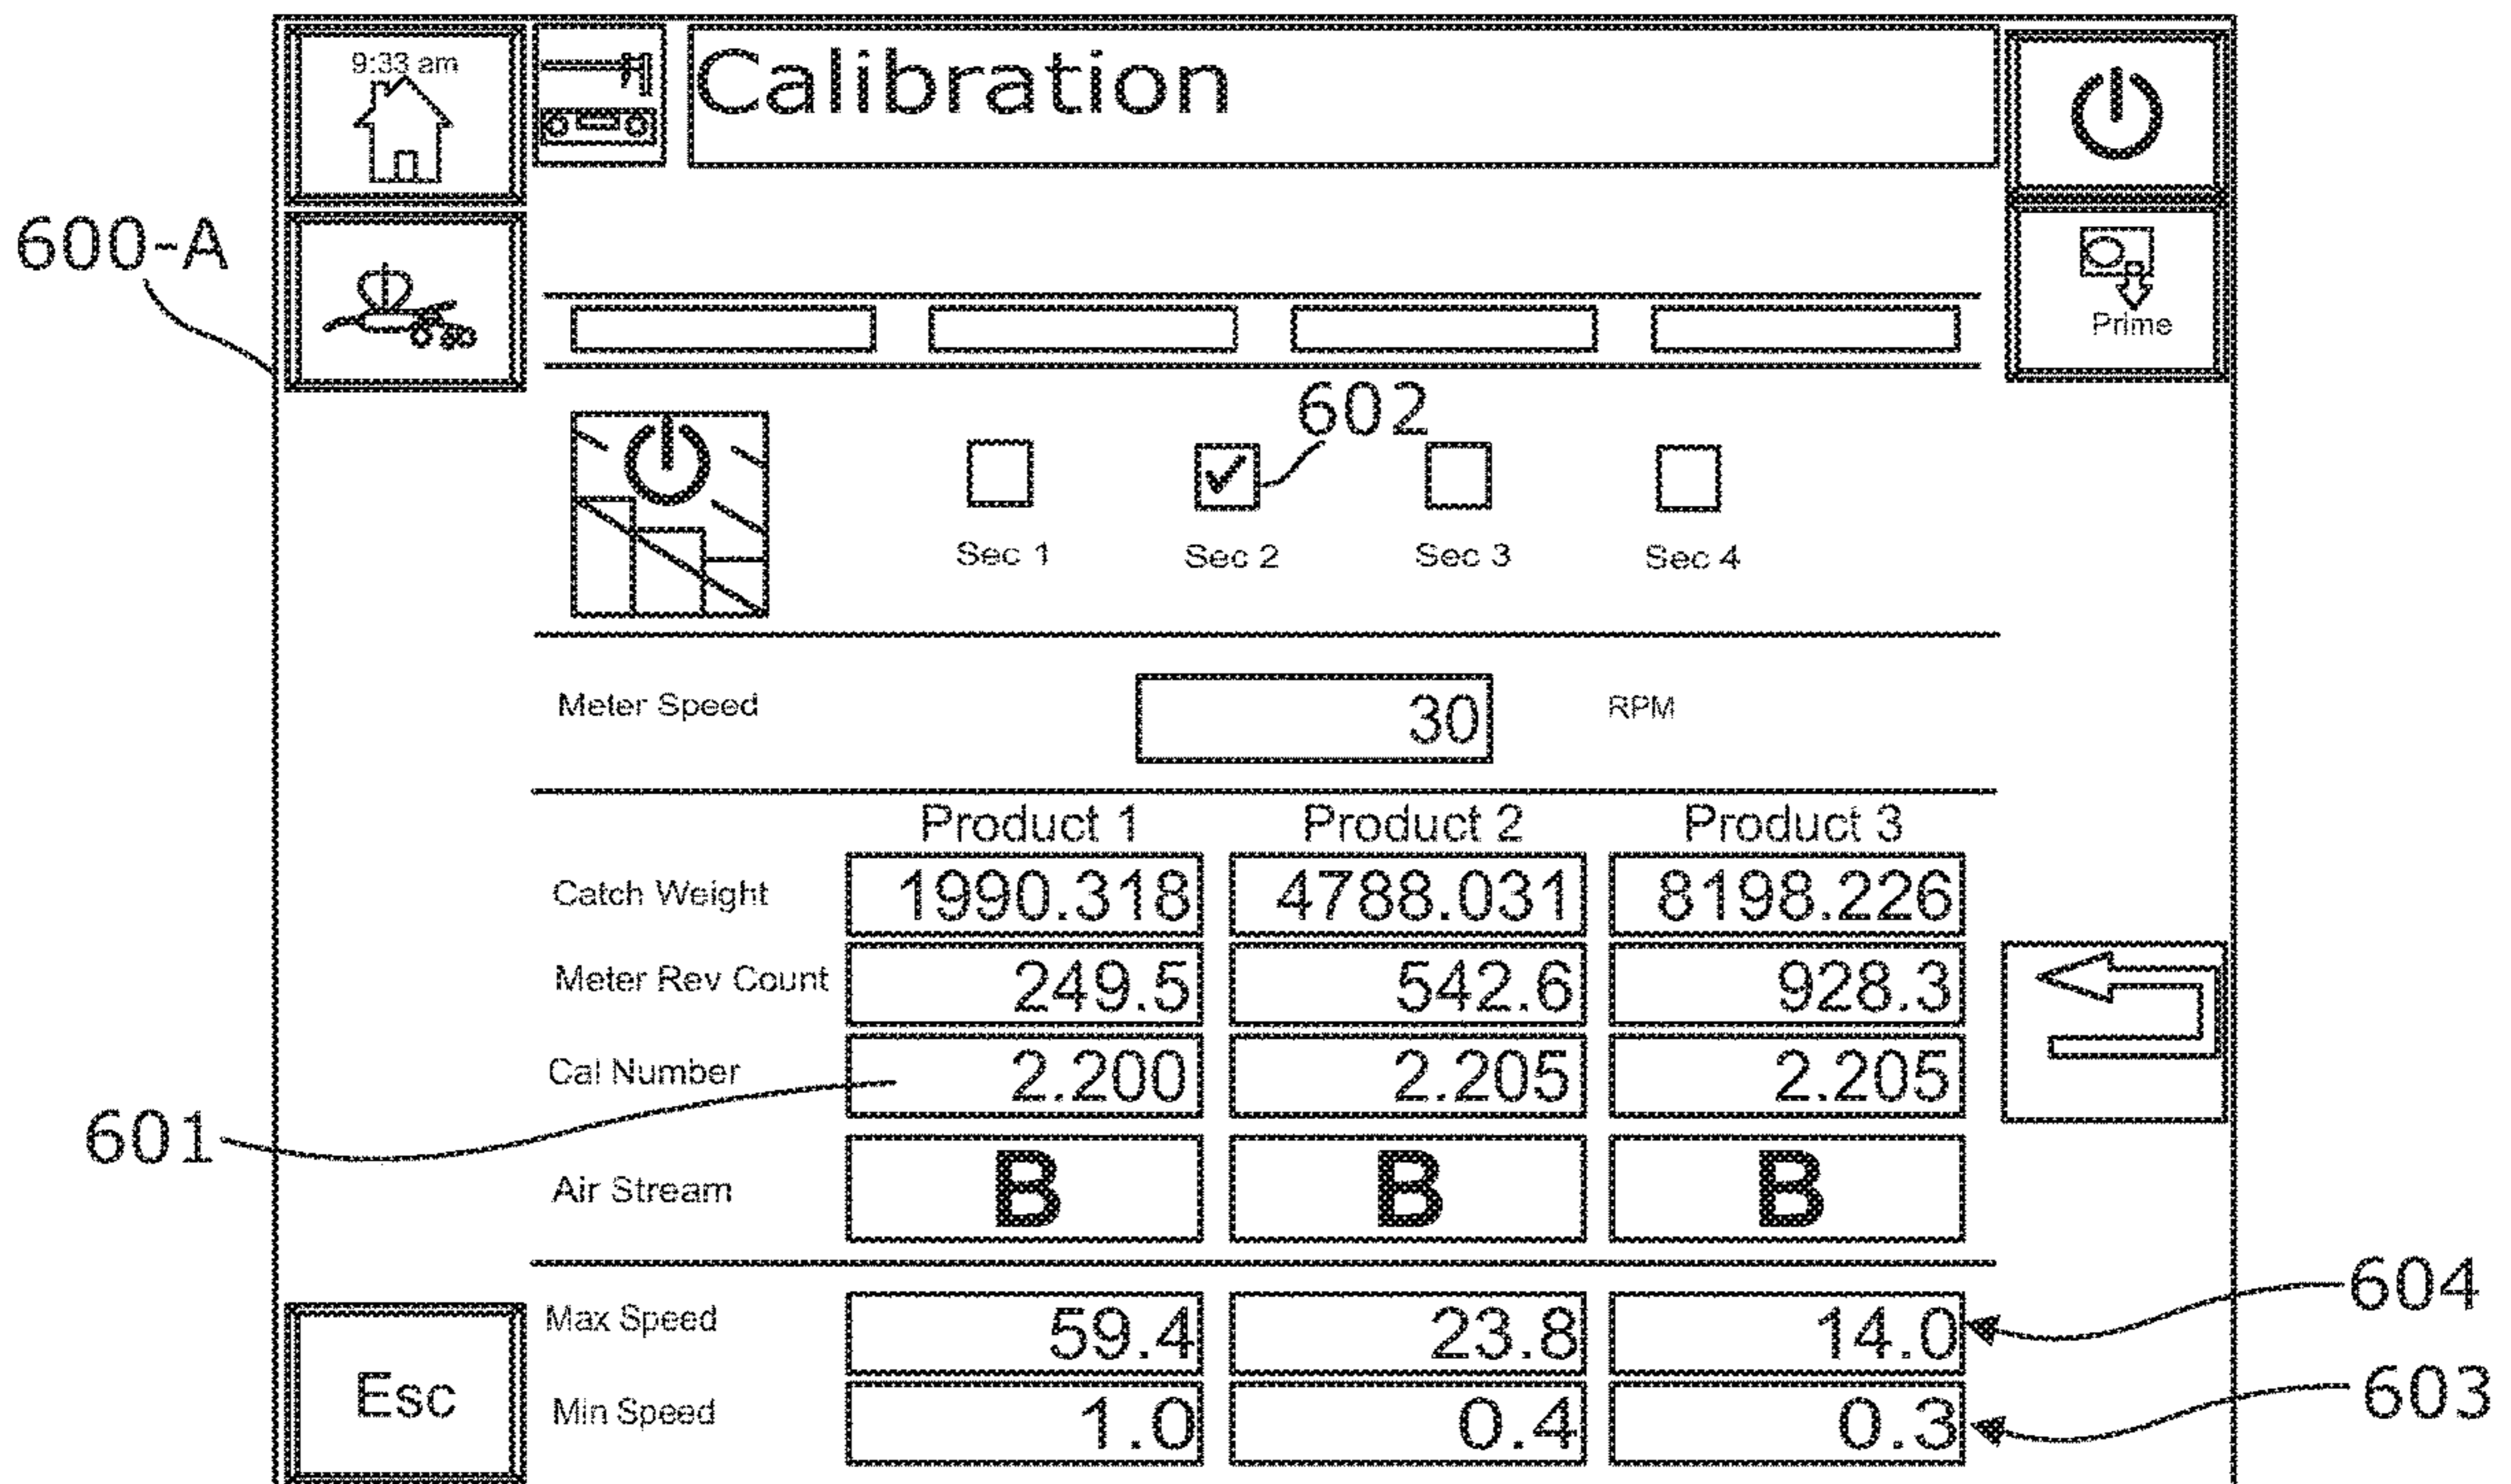 9:33 am
Calibration
600-A
Prime
602
Sec 1 Sec 2 Sec 3 Sec 4
Meter Speed 30 RPM
Product 1 Product 2 Product 3
Catch Weight 1990.318 4788.031 8198.226
Meter Rev Count 249.5 542.6 928.3
Cal Number 2.200 2.205 2.205
601
Air Stream B B B
Max Speed 59.4 23.8 14.0 604
Esc
Min Speed 1.0 0.4 0.3 603